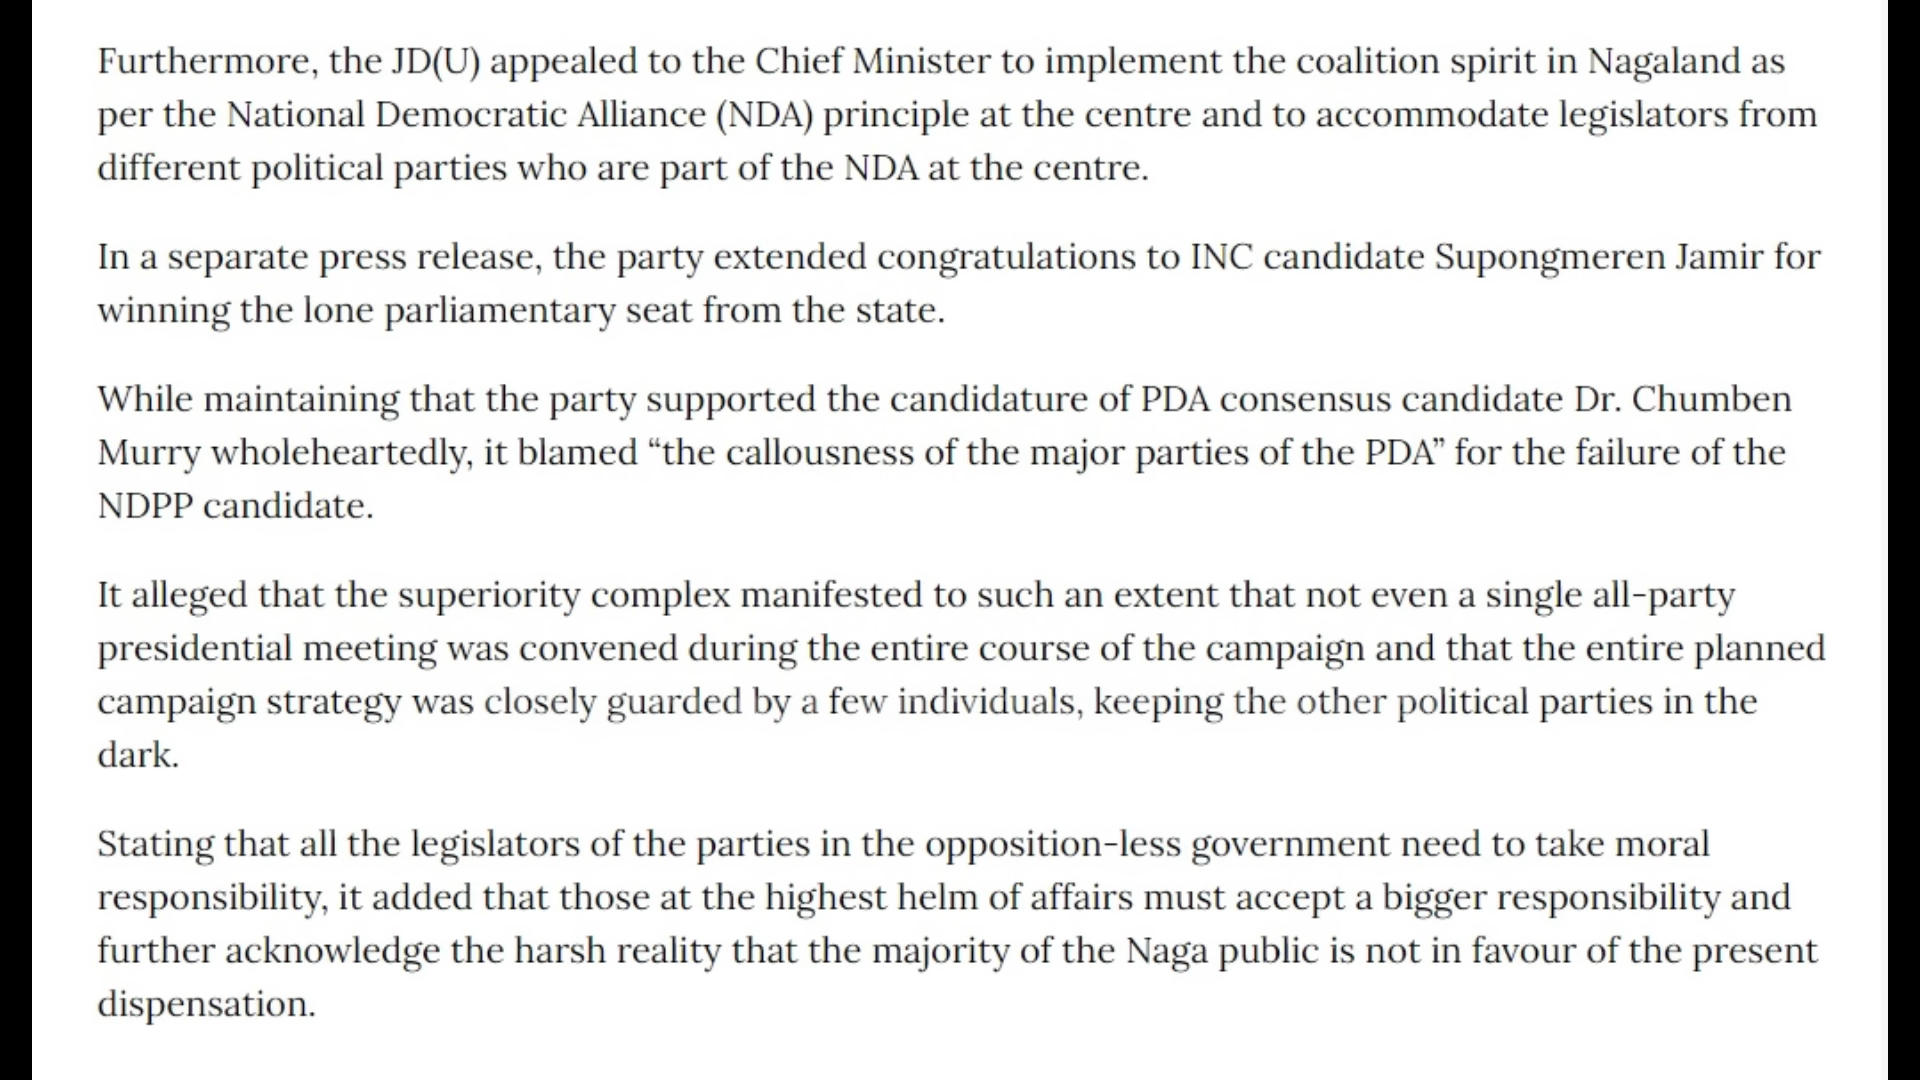 Furthermore, the JD(U) appealed to the Chief Minister to implement the coalition spirit in Nagaland as
per the National Democratic Alliance (NDA) principle at the centre and to accommodate legislators from
different political parties who are part of the NDA at the centre.
In a separate press release, the party extended congratulations to INC candidate Supongmeren Jamir for
winning the lone parliamentary seat from the state.
While maintaining that the party supported the candidature of PDA consensus candidate Dr. Chumben
Murry wholeheartedly, it blamed “the callousness of the major parties of the PDA” for the failure of the
NDPP candidate.
It alleged that the superiority complex manifested to such an extent that not even a single all-party
presidential meeting was convened during the entire course of the campaign and that the entire planned
campaign strategy was closely guarded by a few individuals, keeping the other political parties in the
dark.
Stating that all the legislators of the parties in the opposition-less government need to take moral
responsibility, it added that those at the highest helm of affairs must accept a bigger responsibility and
further acknowledge the harsh reality that the majority of the Naga public is not in favour of the present
dispensation.